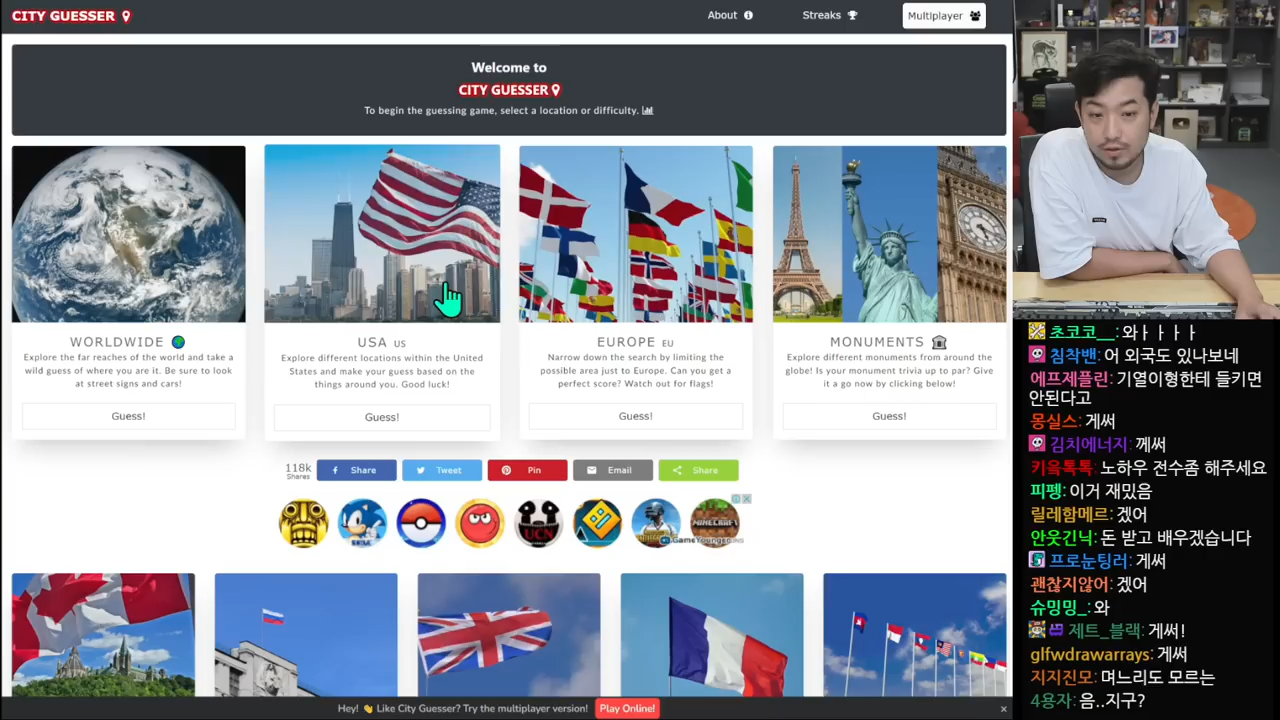 CITY GUESSER
About
Streaks
Multiplayer
Welcome to
CITY GUESSER
To begin the guessing game, select a location or difficulty.
WORLDWIDE
Explore the far reaches of the world and take a
wild guess of where you are it. Be sure to look
at street signs and cars!
Guess!
USA US
Explore different locations within the United
States and make your guess based on the
things around you. Good luck!
Guess!
EUROPE EU
Narrow down the search by limiting the
possible area just to Europe. Can you get a
perfect score? Watch out for flags!
Guess!
MONUMENTS
Explore different monuments from around the
globe! Is your monument trivia up to par? Give
it a go now by clicking below!
Guess!
118k
Shares
Share
Tweet
Pin
Email
Share
UCN
MINECRAFT
Hey! 👋 Like City Guesser? Try the multiplayer version!
Play Online!
초코코__: 와ㅏㅏㅏㅏ
침착밴: 어 외국도 있나보네
에프제플린: 기열이형한테 들키면
안된다고
몽실스: 게써
김치에너지: 께써
키읔톡톡: 노하우 전수좀 해주세요
피펭: 이거 재밌음
릴레함메르: 겠어
안웃긴닉: 돈 받고 배우겠습니다
프로눈팅러: 게써
괜찮지않어: 겠어
슈밍밍_: 와
제트_블랙: 게써!
glfwdrawarrays: 게써
지지진모: 며느리도 모르는
4용자: 음..지구?